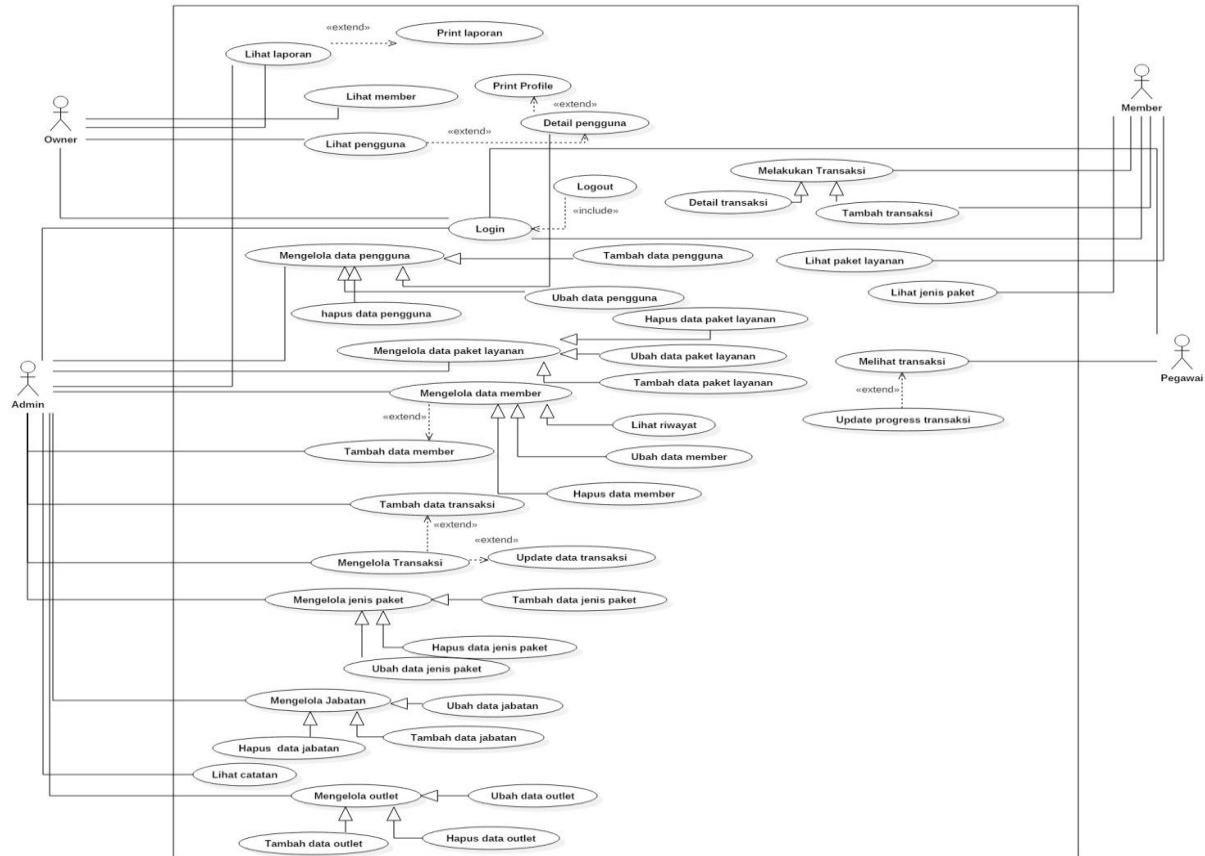 «extend»
Print laporan
Lihat laporan
Print Profile
Lihat member
«extend»
Member
Detail pengguna
Owner
«extend»
Lihat pengguna
Melakukan Transaksi
Logout
Detail transaksi
«include»
Tambah transaksi
Login
Mengelola data pengguna
Tambah data pengguna
Lihat paket layanan
Ubah data pengguna
Lihat jenis paket
hapus data pengguna
Hapus data paket layanan
Mengelola data paket layanan
Ubah data paket layanan
Melihat transaksi
Pegawai
Tambah data paket layanan
Admin
Mengelola data member
«extend»
«extend»
Lihat riwayat
Update progress transaksi
Tambah data member
Ubah data member
Hapus data member
Tambah data transaksi
«extend»
«extend»
Mengelola Transaksi
Update data transaksi
Mengelola jenis paket
Tambah data jenis paket
Hapus data jenis paket
Ubah data jenis paket
Mengelola Jabatan
Ubah data jabatan
Tambah data jabatan
Hapus data jabatan
Lihat catatan
Mengelola outlet
Ubah data outlet
Hapus data outlet
Tambah data outlet